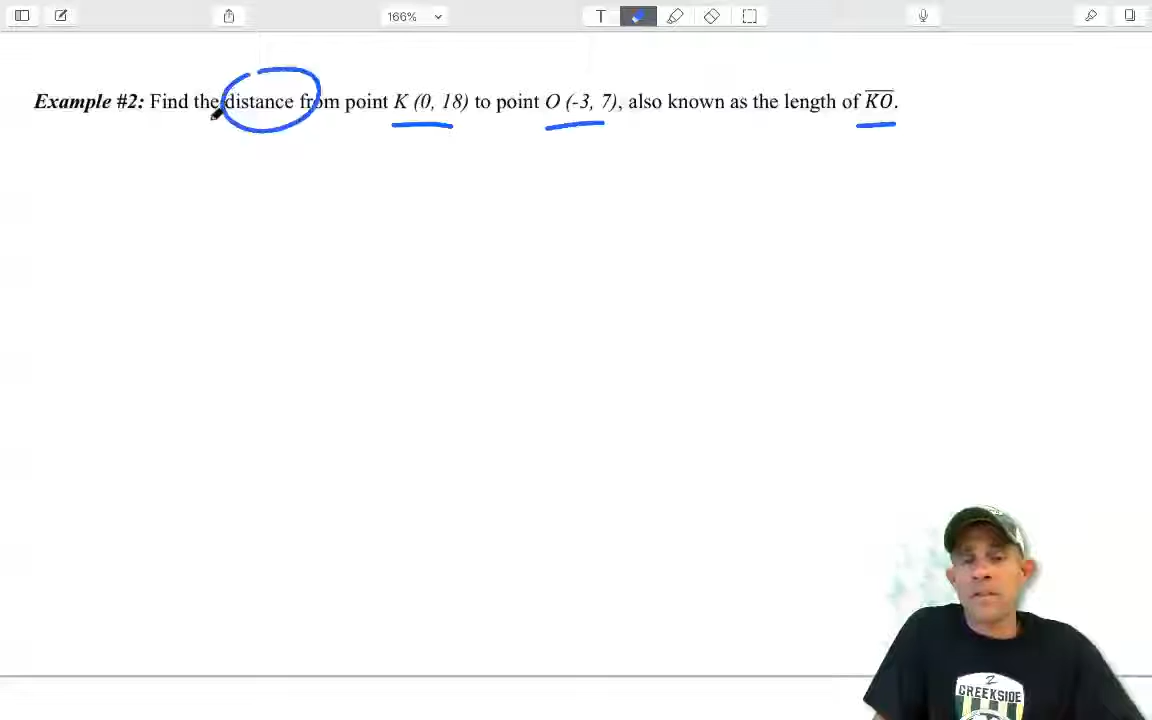 166%
T
Example #2: Find the distance from point K (0, 18) to point O (-3, 7), also known as the length of K̅O̅.
2
CREEKSIDE